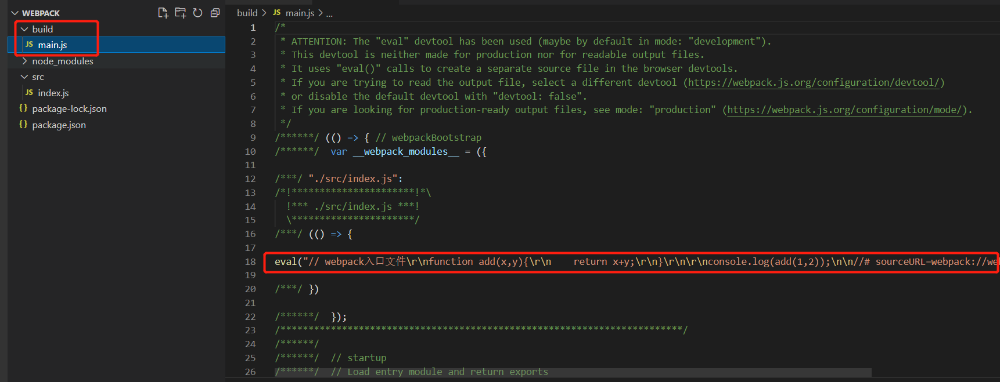 WEBPACK
build
JS main.js
node_modules
src
JS index.js
{} package-lock.json
{} package.json
build > JS main.js > ...
1 /*
2  * ATTENTION: The "eval" devtool has been used (maybe by default in mode: "development").
3  * This devtool is neither made for production nor for readable output files.
4  * It uses "eval()" calls to create a separate source file in the browser devtools.
5  * If you are trying to read the output file, select a different devtool (https://webpack.js.org/configuration/devtool/)
6  * or disable the default devtool with "devtool: false".
7  * If you are looking for production-ready output files, see mode: "production" (https://webpack.js.org/configuration/mode/).
8  */
9 /******/ (() => { // webpackBootstrap
10 /******/  var __webpack_modules__ = ({
11
12 /***/ "./src/index.js":
13 /*!**********************!*\
14   !*** ./src/index.js ***!
15   \**********************/
16 /***/ (() => {
17
18 eval("// webpack入口文件\r\nfunction add(x,y){\r\n    return x+y;\r\n}\r\n\r\nconsole.log(add(1,2));\n\n//# sourceURL=webpack://we
19
20 /***/ })
21
22 /******/  });
23 /************************************************************************/
24 /******/
25 /******/  // startup
26 /******/  // Load entry module and return exports